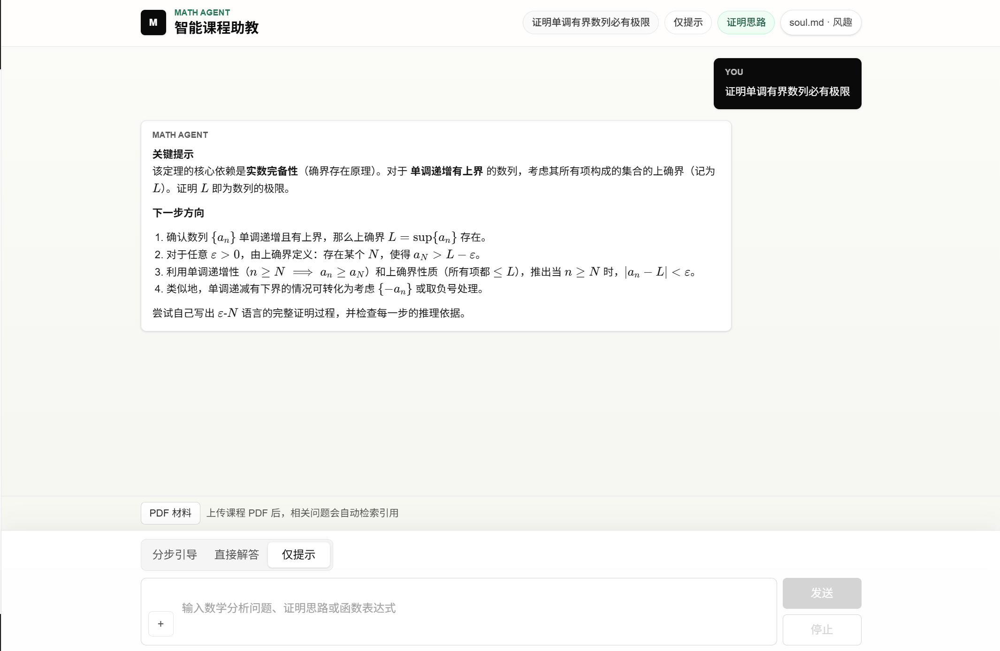 M
MATH AGENT
智能课程助教
证明单调有界数列必有极限
仅提示
证明思路
soul.md · 风趣
YOU
证明单调有界数列必有极限
MATH AGENT
关键提示
该定理的核心依赖是实数完备性（确界存在原理）。对于 单调递增有上界 的数列，考虑其所有项构成的集合的上确界（记为
L）。证明 L 即为数列的极限。
下一步方向
1. 确认数列 {aₙ} 单调递增且有上界，那么上确界 L = sup{aₙ} 存在。
2. 对于任意 ε > 0，由上确界定义：存在某个 N，使得 a_N > L − ε。
3. 利用单调递增性（n ≥ N ⟹ aₙ ≥ a_N）和上确界性质（所有项都 ≤ L），推出当 n ≥ N 时，|aₙ − L| < ε。
4. 类似地，单调递减有下界的情况可转化为考虑 {−aₙ} 或取负号处理。
尝试自己写出 ε-N 语言的完整证明过程，并检查每一步的推理依据。
PDF 材料
上传课程 PDF 后，相关问题会自动检索引用
分步引导
直接解答
仅提示
输入数学分析问题、证明思路或函数表达式
+
发送
停止